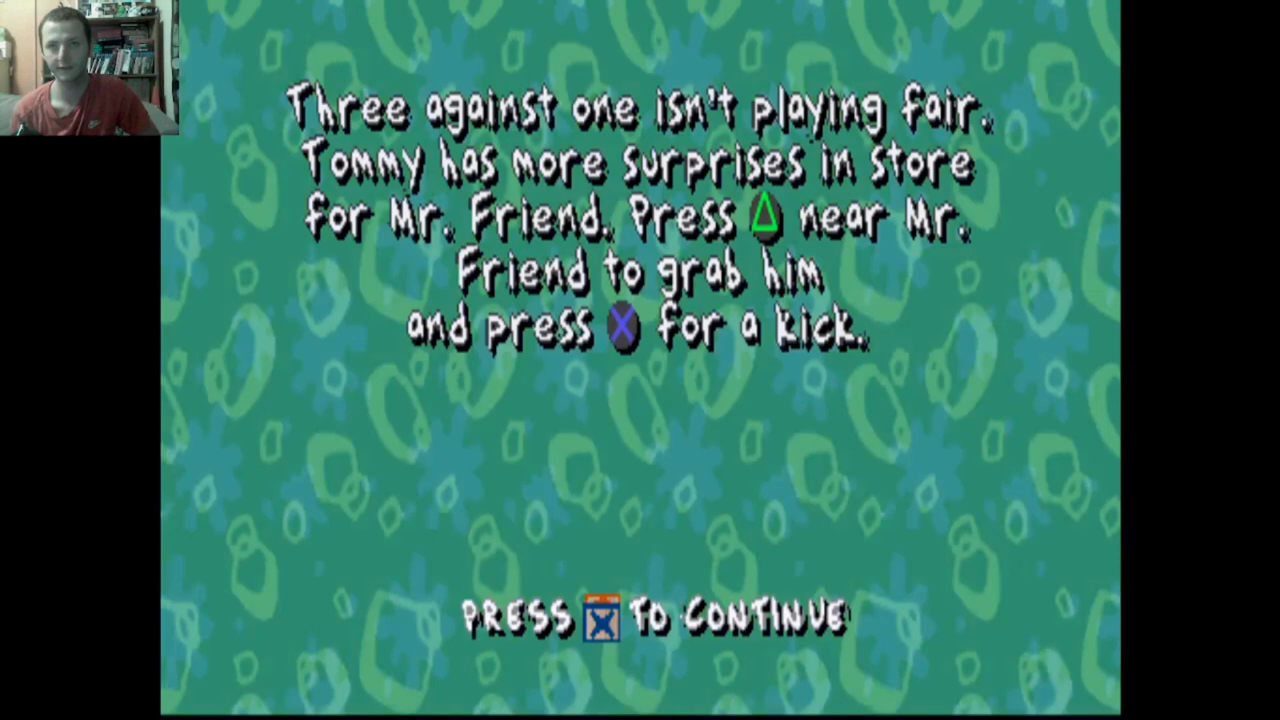 Three against one isn't playing fair.
Tommy has more surprises in store
for Mr. Friend. Press △ near Mr.
Friend to grab him
and press X for a kick.
PRESS X TO CONTINUE